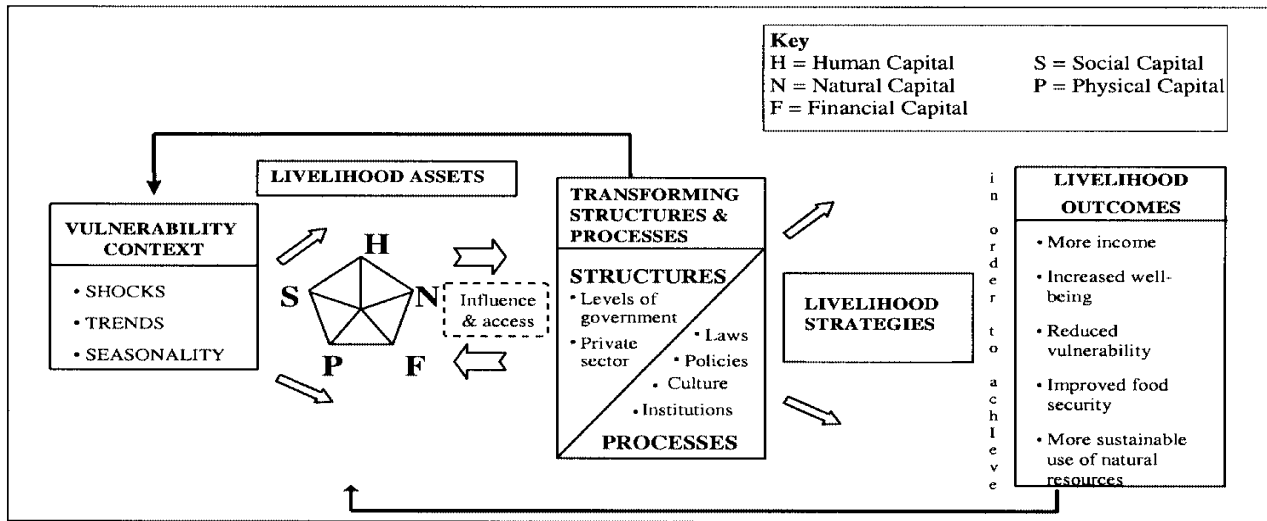 Key
H = Human Capital
S = Social Capital
N = Natural Capital
P = Physical Capital
F = Financial Capital
LIVELIHOOD ASSETS
VULNERABILITY
CONTEXT
• SHOCKS
• TRENDS
• SEASONALITY
H
S
N
P
F
Influence
& access
TRANSFORMING
STRUCTURES &
PROCESSES
STRUCTURES
• Levels of
government
• Private
sector
• Laws
• Policies
• Culture
• Institutions
PROCESSES
LIVELIHOOD
STRATEGIES
in order to achIeve
LIVELIHOOD
OUTCOMES
• More income
• Increased well-
being
• Reduced
vulnerability
• Improved food
security
• More sustainable
use of natural
resources